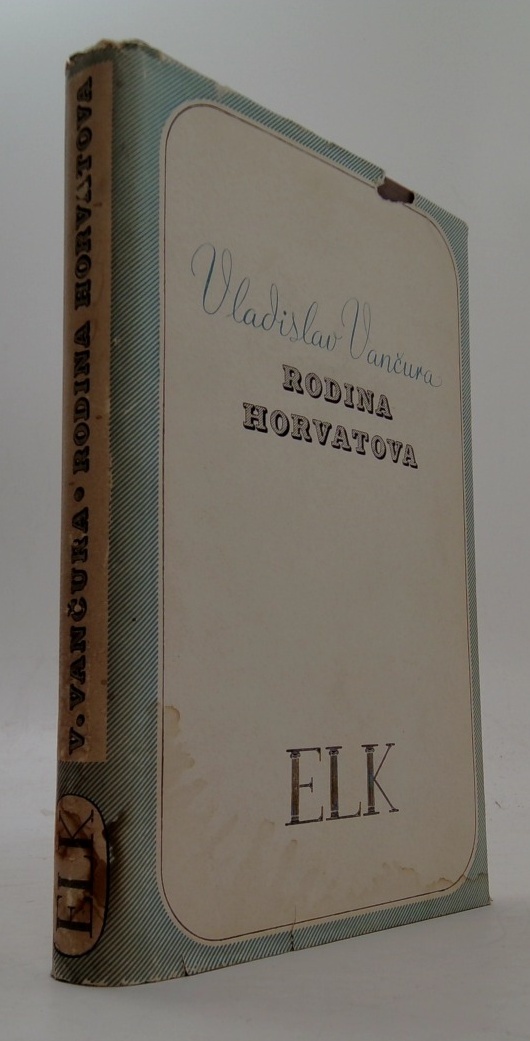 Vladislav Vančura
RODINA
HORVATOVA
ELK
V. VANČURA • RODINA HORVATOVA
ELK